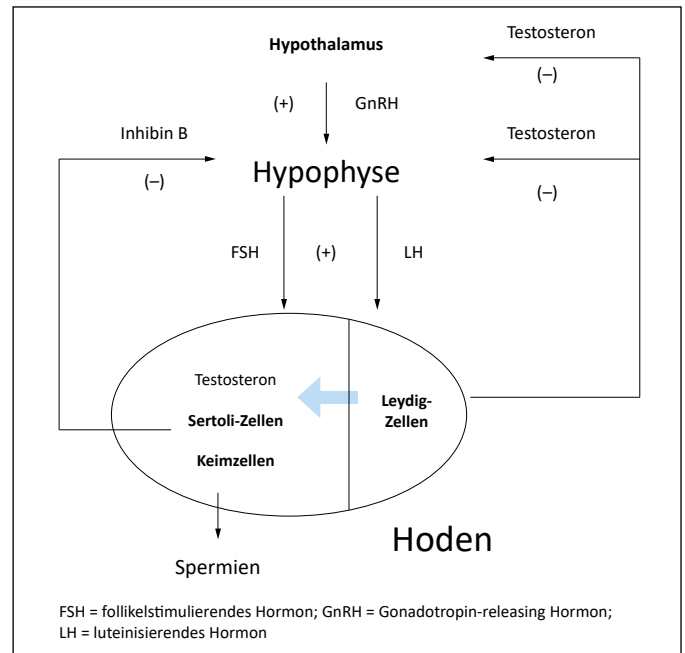 Hypothalamus
Testosteron
(–)
(+)
GnRH
Inhibin B
(–)
Hypophyse
Testosteron
(–)
FSH
(+)
LH
Testosteron
Sertoli-Zellen
Keimzellen
Leydig-
Zellen
Hoden
Spermien
FSH = follikelstimulierendes Hormon; GnRH = Gonadotropin-releasing Hormon;
LH = luteinisierendes Hormon